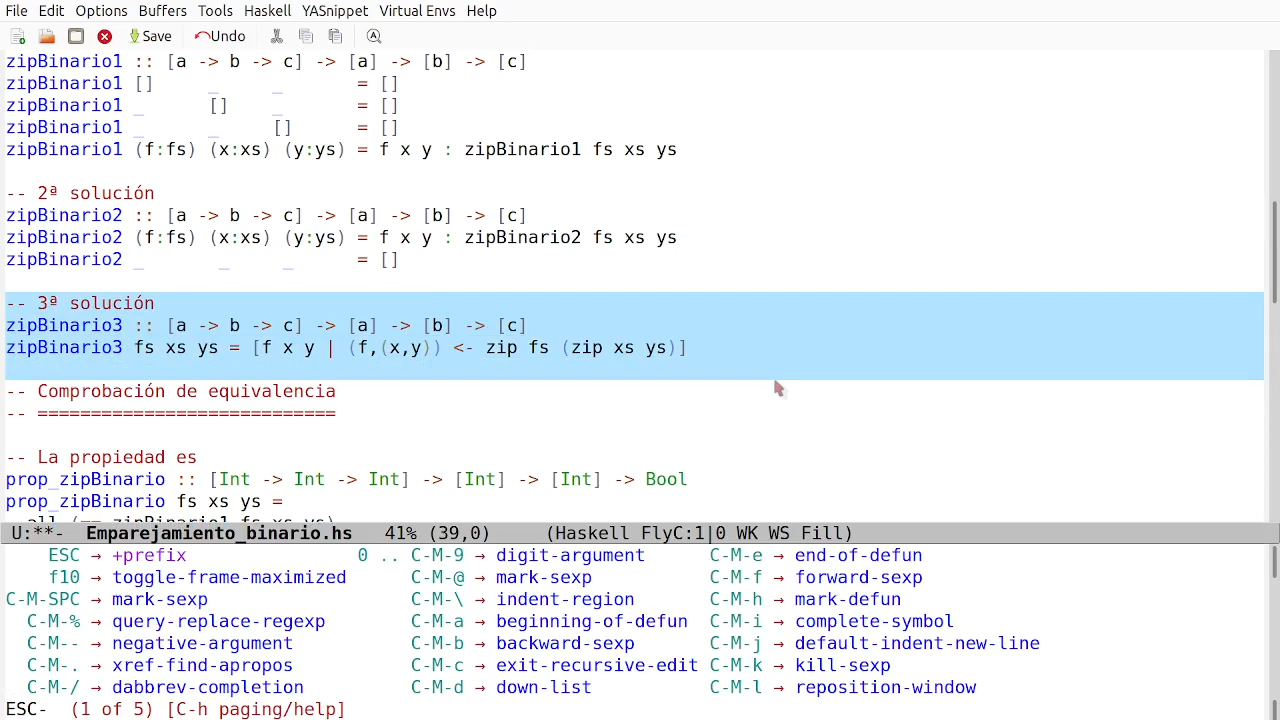 File Edit Options Buffers Tools Haskell YASnippet Virtual Envs Help
Save Undo
zipBinario1 :: [a -> b -> c] -> [a] -> [b] -> [c]
zipBinario1 []     _     _       = []
zipBinario1 _      []    _       = []
zipBinario1 _      _     []      = []
zipBinario1 (f:fs) (x:xs) (y:ys) = f x y : zipBinario1 fs xs ys
-- 2ª solución
zipBinario2 :: [a -> b -> c] -> [a] -> [b] -> [c]
zipBinario2 (f:fs) (x:xs) (y:ys) = f x y : zipBinario2 fs xs ys
zipBinario2 _       _     _      = []
-- 3ª solución
zipBinario3 :: [a -> b -> c] -> [a] -> [b] -> [c]
zipBinario3 fs xs ys = [f x y | (f,(x,y)) <- zip fs (zip xs ys)]
-- Comprobación de equivalencia
-- ============================
-- La propiedad es
prop_zipBinario :: [Int -> Int -> Int] -> [Int] -> [Int] -> Bool
prop_zipBinario fs xs ys =
  all (== zipBinario1 fs xs ys)
U:**-  Emparejamiento_binario.hs   41% (39,0)     (Haskell FlyC:1|0 WK WS Fill)
ESC → +prefix 0 .. C-M-9 → digit-argument C-M-e → end-of-defun
f10 → toggle-frame-maximized C-M-@ → mark-sexp C-M-f → forward-sexp
C-M-SPC → mark-sexp C-M-\ → indent-region C-M-h → mark-defun
C-M-% → query-replace-regexp C-M-a → beginning-of-defun C-M-i → complete-symbol
C-M-- → negative-argument C-M-b → backward-sexp C-M-j → default-indent-new-line
C-M-. → xref-find-apropos C-M-c → exit-recursive-edit C-M-k → kill-sexp
C-M-/ → dabbrev-completion C-M-d → down-list C-M-l → reposition-window
ESC-  (1 of 5) [C-h paging/help]